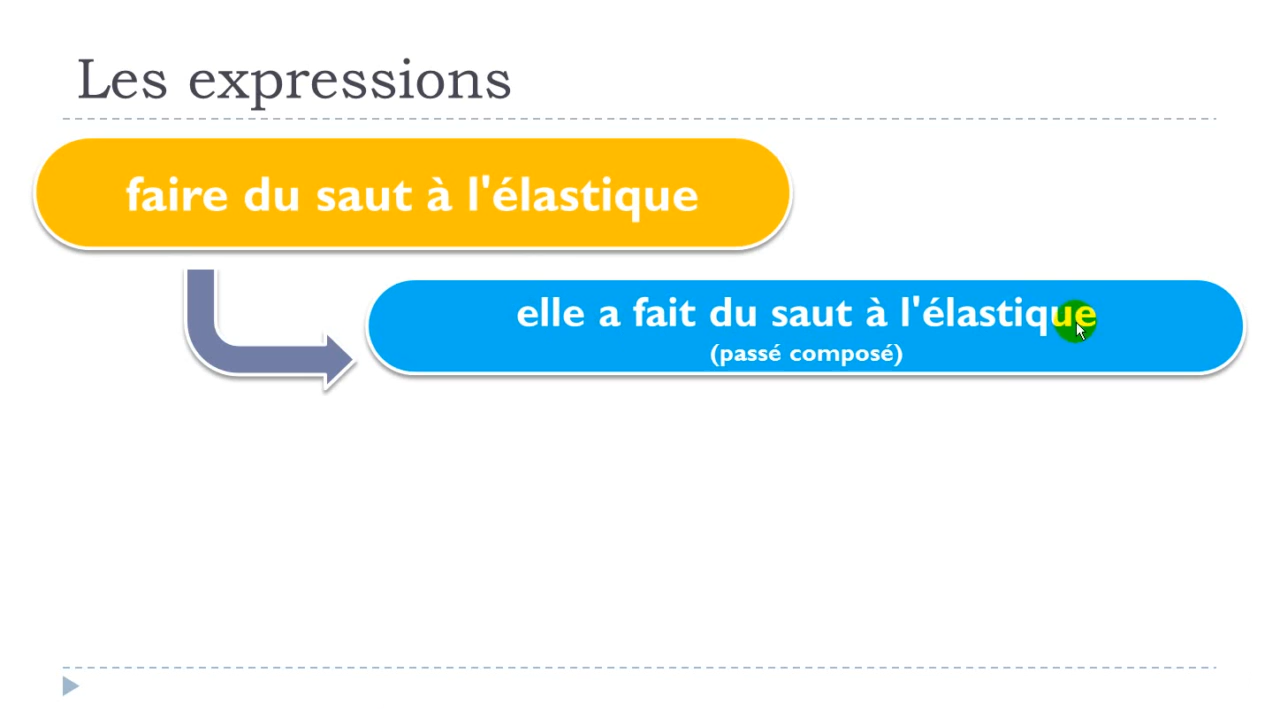 Les expressions
faire du saut à l'élastique
elle a fait du saut à l'élastique
(passé composé)